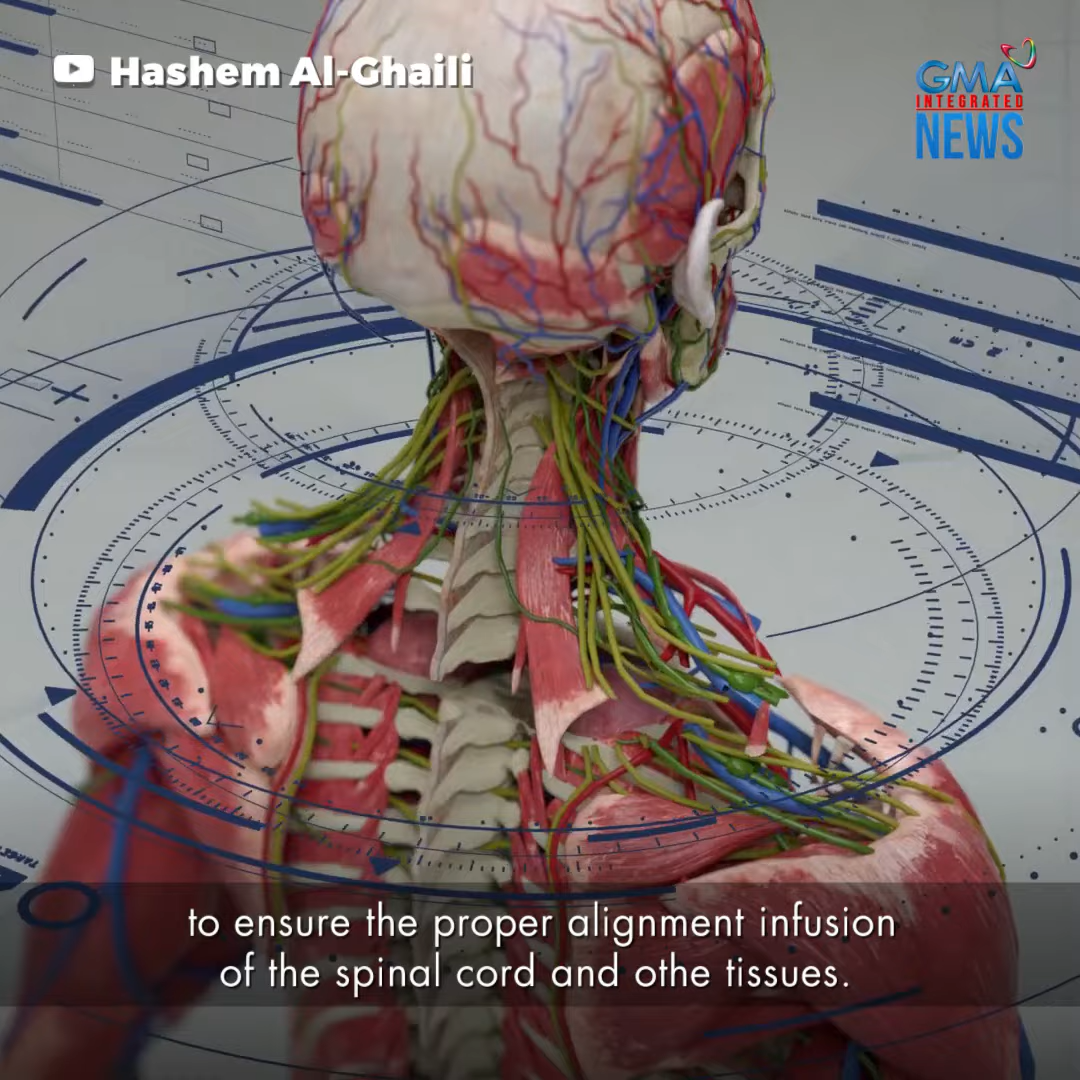 Hashem Al-Ghaili
GMA
INTEGRATED
NEWS
to ensure the proper alignment infusion
of the spinal cord and othe tissues.